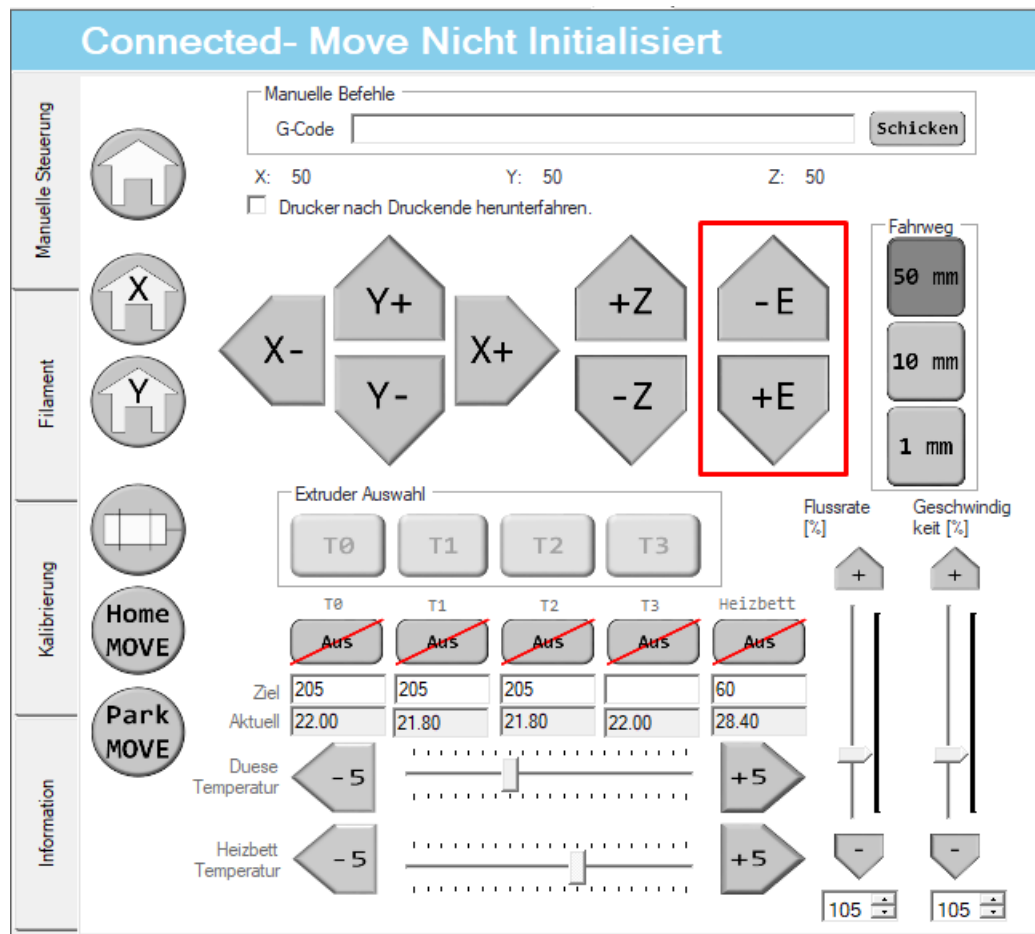 Connected- Move Nicht Initialisiert
Manuelle Steuerung
Filament
Kalibrierung
Information
Manuelle Befehle
G-Code
Schicken
X: 50 Y: 50 Z: 50
Drucker nach Druckende herunterfahren.
X
Y
Home
MOVE
Park
MOVE
X-
Y+
Y-
X+
+Z
-Z
-E
+E
Fahrweg
50 mm
10 mm
1 mm
Extruder Auswahl
T0 T1 T2 T3
T0 T1 T2 T3 Heizbett
Aus Aus Aus Aus Aus
Ziel 205 205 205 60
Aktuell 22.00 21.80 21.80 22.00 28.40
Duese
Temperatur
-5 +5
Heizbett
Temperatur
-5 +5
Flussrate
[%]
+
-
105
Geschwindig
keit [%]
+
-
105